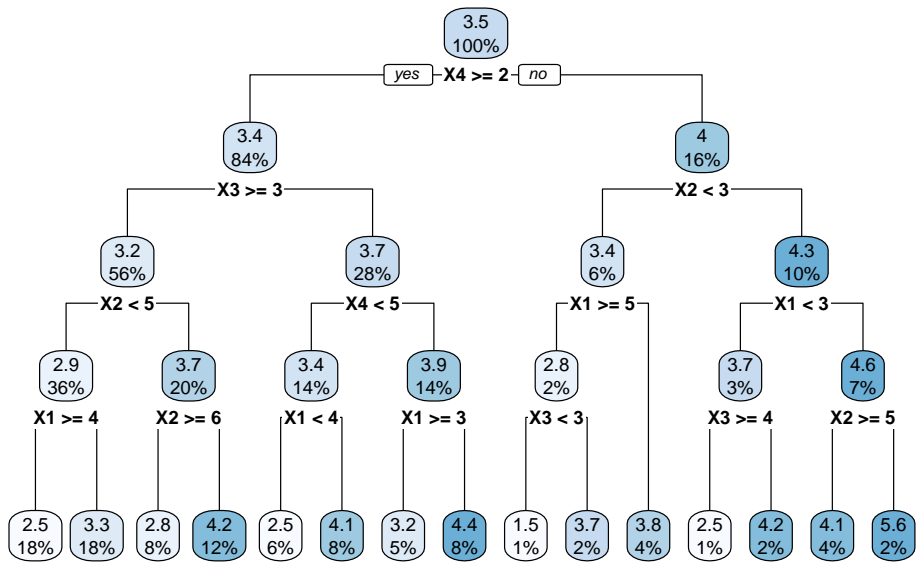 3.5
100%
yes X4 >= 2 no
3.4 4
84% 16%
X3 >= 3 X2 < 3
3.2 3.7 3.4 4.3
56% 28% 6% 10%
X2 < 5 X4 < 5 X1 >= 5 X1 < 3
2.9 3.7 3.4 3.9 2.8 3.7 4.6
36% 20% 14% 14% 2% 3% 7%
X1 >= 4 X2 >= 6 X1 < 4 X1 >= 3 X3 < 3 X3 >= 4 X2 >= 5
2.5 3.3 2.8 4.2 2.5 4.1 3.2 4.4 1.5 3.7 3.8 2.5 4.2 4.1 5.6
18% 18% 8% 12% 6% 8% 5% 8% 1% 2% 4% 1% 2% 4% 2%